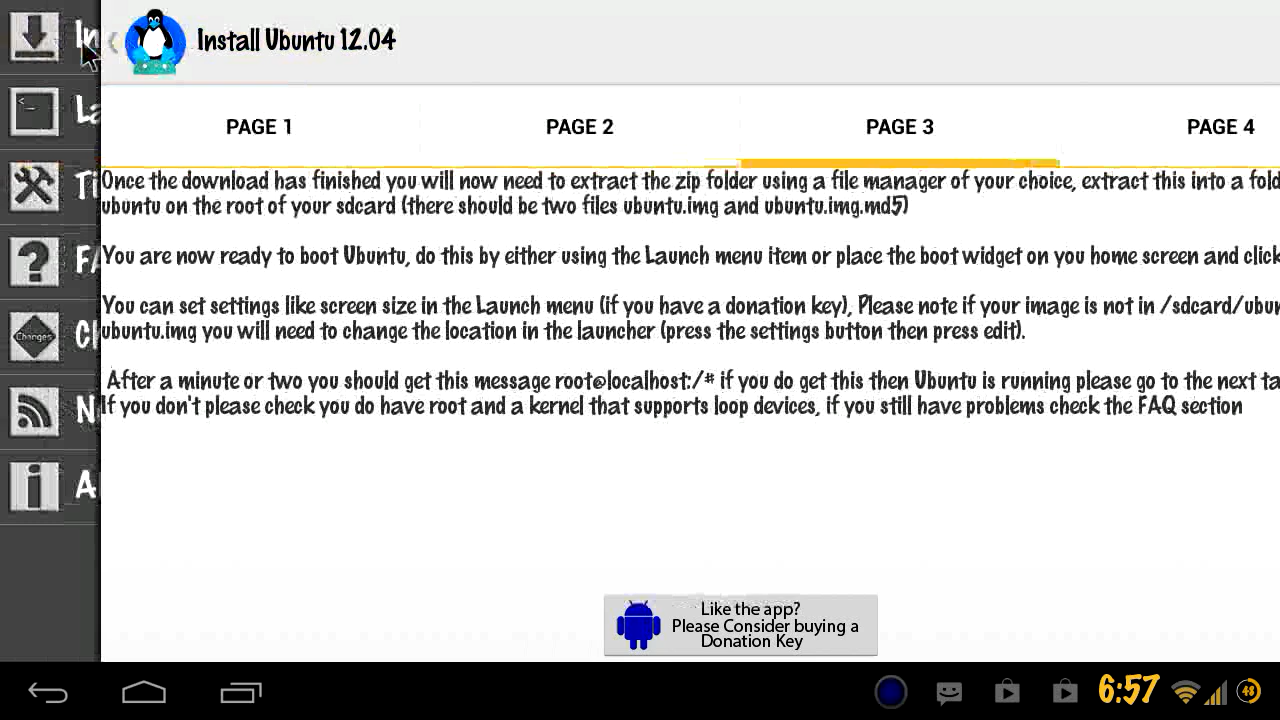 In
Install Ubuntu 12.04
La
Ti
FA
Changes
Cl
N
A
PAGE 1
PAGE 2
PAGE 3
PAGE 4
Once the download has finished you will now need to extract the zip folder using a file manager of your choice, extract this into a fold
ubuntu on the root of your sdcard (there should be two files ubuntu.img and ubuntu.img.md5)
You are now ready to boot Ubuntu, do this by either using the Launch menu item or place the boot widget on you home screen and click
You can set settings like screen size in the Launch menu (if you have a donation key), Please note if your image is not in /sdcard/ubun
ubuntu.img you will need to change the location in the launcher (press the settings button then press edit).
After a minute or two you should get this message root@localhost:/# if you do get this then Ubuntu is running please go to the next ta
If you don't please check you do have root and a kernel that supports loop devices, if you still have problems check the FAQ section
Like the app?
Please Consider buying a
Donation Key
6:57
48